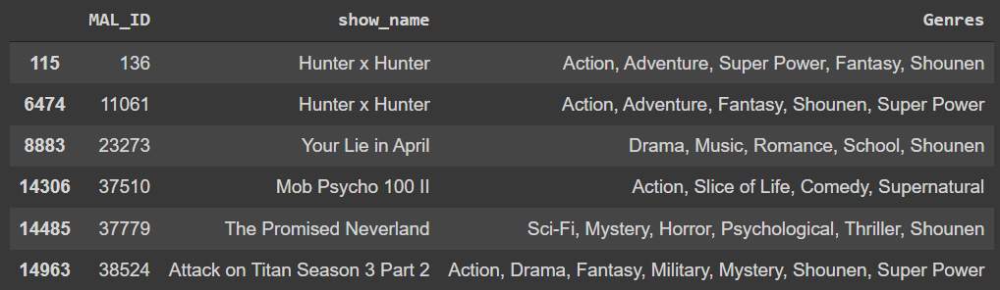 MAL_ID show_name Genres
115 136 Hunter x Hunter Action, Adventure, Super Power, Fantasy, Shounen
6474 11061 Hunter x Hunter Action, Adventure, Fantasy, Shounen, Super Power
8883 23273 Your Lie in April Drama, Music, Romance, School, Shounen
14306 37510 Mob Psycho 100 II Action, Slice of Life, Comedy, Supernatural
14485 37779 The Promised Neverland Sci-Fi, Mystery, Horror, Psychological, Thriller, Shounen
14963 38524 Attack on Titan Season 3 Part 2 Action, Drama, Fantasy, Military, Mystery, Shounen, Super Power